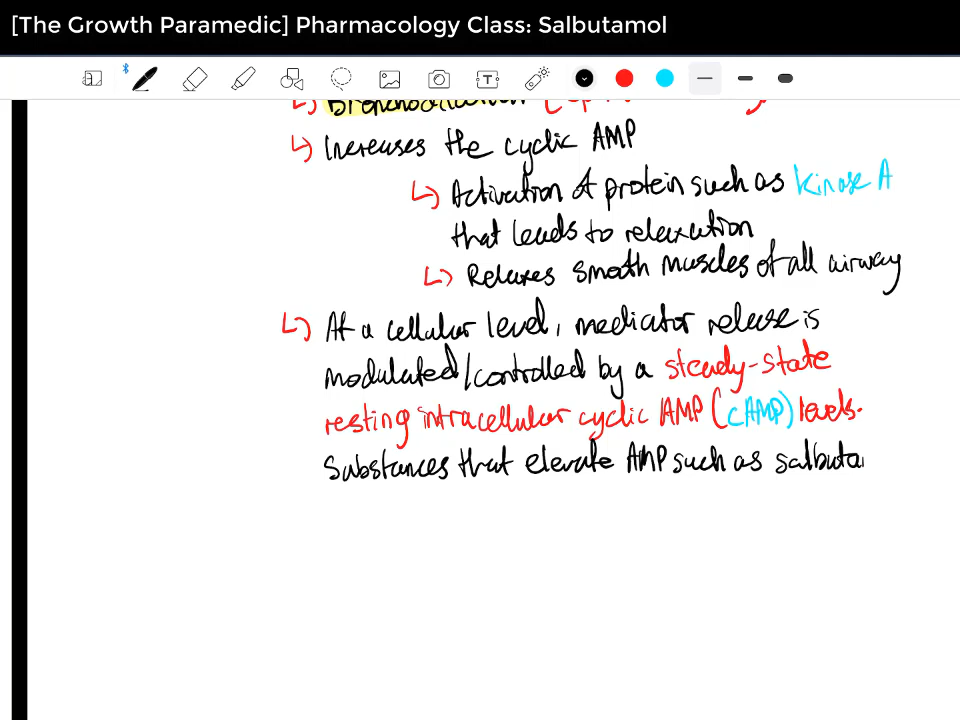 [The Growth Paramedic] Pharmacology Class: Salbutamol
Bronchodilation
Increases the cyclic AMP
Activation of protein such as kinase A
that leads to relaxation
Relaxes smooth muscles of all airway
At a cellular level, mediator release is
modulated/controlled by a steady-state
resting intracellular cyclic AMP (cAMP) levels.
Substances that elevate AMP such as salbuta